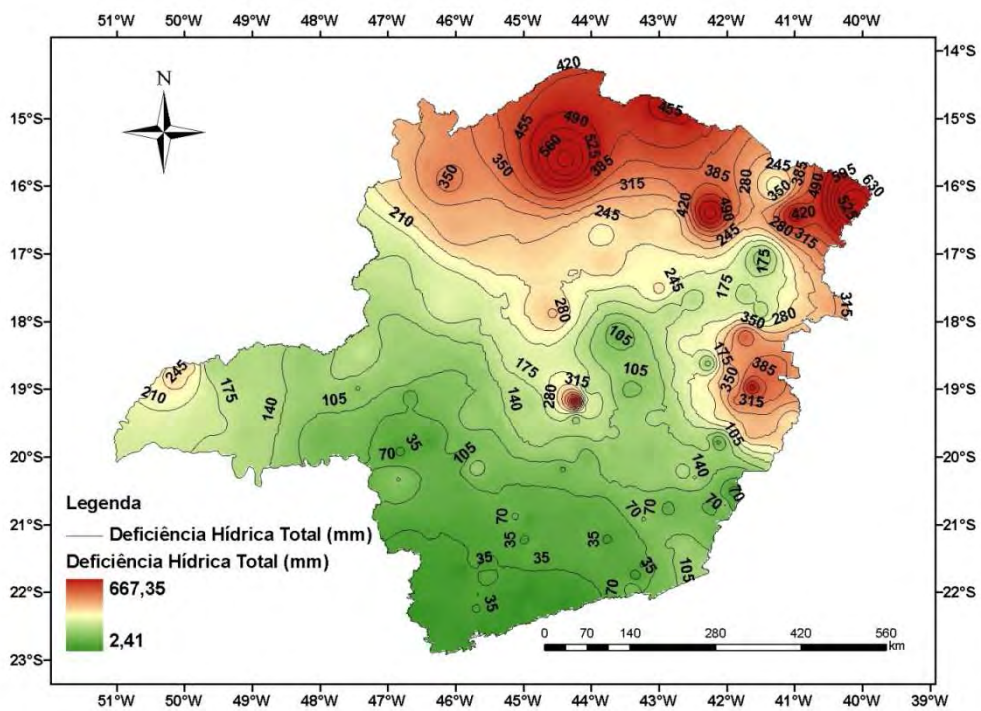 51°W 50°W 49°W 48°W 47°W 46°W 45°W 44°W 43°W 42°W 41°W 40°W
14°S
15°S 15°S
16°S 16°S
17°S 17°S
18°S 18°S
19°S 19°S
20°S 20°S
21°S 21°S
22°S 22°S
23°S 23°S
N
420
455
455 490
560 525
350 385
350
315
385 280 245 385 595 630
350 490
420 490 420 525
245 280 315
210 245
175
245 175
280 315
350 280
105
175
245 175 175 385
210 140 105 105 140 280 315 350 315
35 105 105
70 140
70 70 70 70
35 35 35 35 35
105
35 70
Legenda
Deficiência Hídrica Total (mm)
Deficiência Hídrica Total (mm)
667,35
2,41
0 70 140 280 420 560
km
51°W 50°W 49°W 48°W 47°W 46°W 45°W 44°W 43°W 42°W 41°W 40°W 39°W